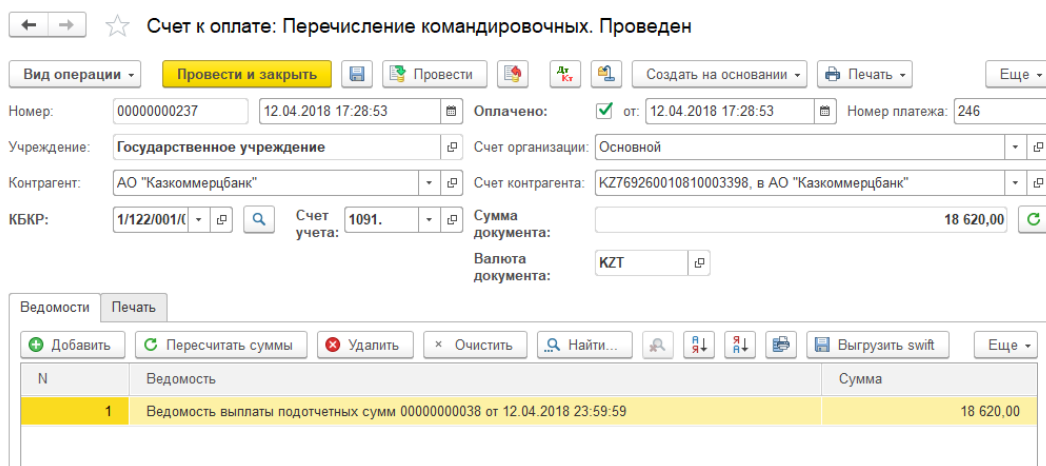 Счет к оплате: Перечисление командировочных. Проведен
Вид операции Провести и закрыть Провести Дт Кт Создать на основании Печать Еще
Номер: 00000000237 12.04.2018 17:28:53 Оплачено: от: 12.04.2018 17:28:53 Номер платежа: 246
Учреждение: Государственное учреждение Счет организации: Основной
Контрагент: АО "Казкоммерцбанк" Счет контрагента: KZ769260010810003398, в АО "Казкоммерцбанк"
КБКР: 1/122/001/( Счет учета: 1091. Сумма документа: 18 620,00
Валюта документа: KZT
Ведомости Печать
Добавить Пересчитать суммы Удалить Очистить Найти... А Я Я А Выгрузить swift Еще
N Ведомость Сумма
1 Ведомость выплаты подотчетных сумм 00000000038 от 12.04.2018 23:59:59 18 620,00